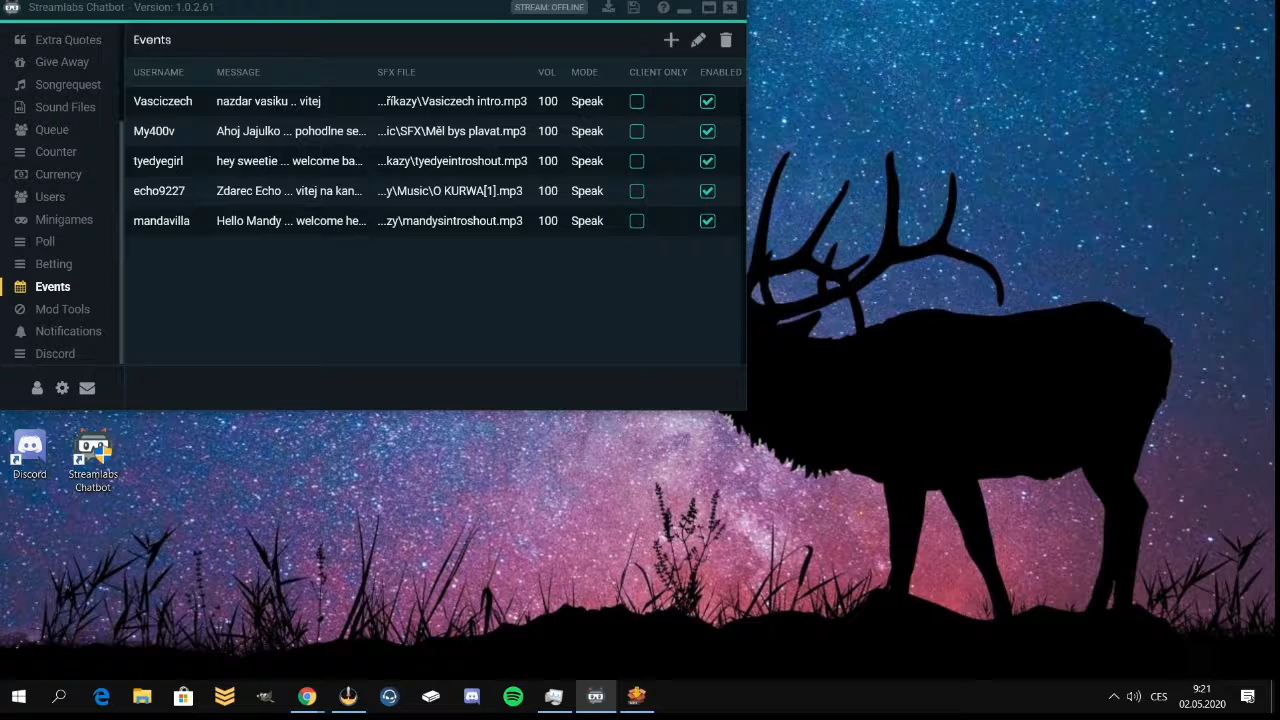 Streamlabs Chatbot - Version: 1.0.2.61
STREAM: OFFLINE
Extra Quotes
Give Away
Songrequest
Sound Files
Queue
Counter
Currency
Users
Minigames
Poll
Betting
Events
Mod Tools
Notifications
Discord
Events
USERNAME MESSAGE SFX FILE VOL MODE CLIENT ONLY ENABLED
Vasciczech nazdar vasiku .. vitej ...říkazy\Vasiczech intro.mp3 100 Speak
My400v Ahoj Jajulko ... pohodlne se... ...ic\SFX\Měl bys plavat.mp3 100 Speak
tyedyegirl hey sweetie ... welcome ba... ...kazy\tyedyeintroshout.mp3 100 Speak
echo9227 Zdarec Echo ... vitej na kan... ...y\Music\O KURWA[1].mp3 100 Speak
mandavilla Hello Mandy ... welcome he... ...zy\mandysintroshout.mp3 100 Speak
Discord
Streamlabs
Chatbot
CES
9:21
02.05.2020